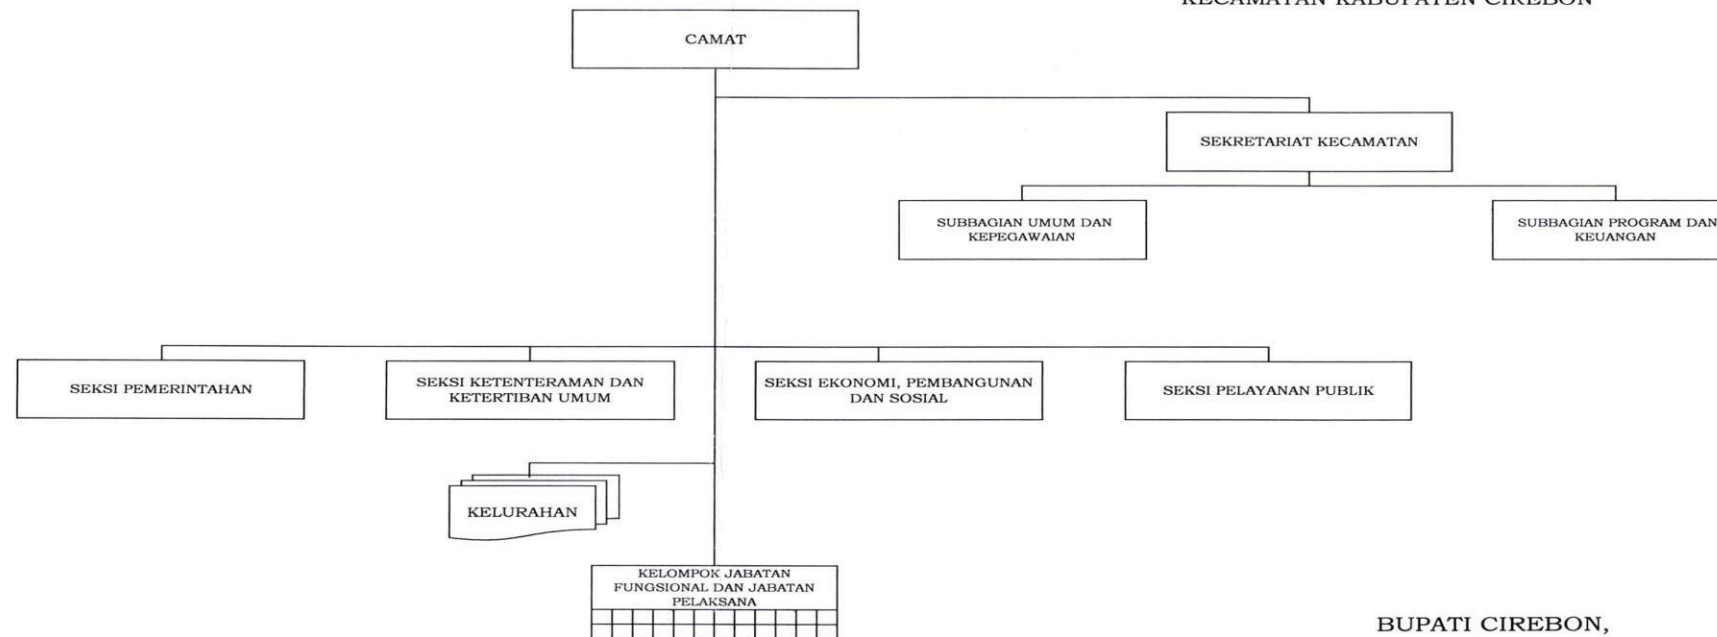 KECAMATAN KABUPATEN CIREBON
CAMAT
SEKRETARIAT KECAMATAN
SUBBAGIAN UMUM DAN
KEPEGAWAIAN
SUBBAGIAN PROGRAM DAN
KEUANGAN
SEKSI PEMERINTAHAN
SEKSI KETENTERAMAN DAN
KETERTIBAN UMUM
SEKSI EKONOMI, PEMBANGUNAN
DAN SOSIAL
SEKSI PELAYANAN PUBLIK
KELURAHAN
KELOMPOK JABATAN
FUNGSIONAL DAN JABATAN
PELAKSANA
BUPATI CIREBON,